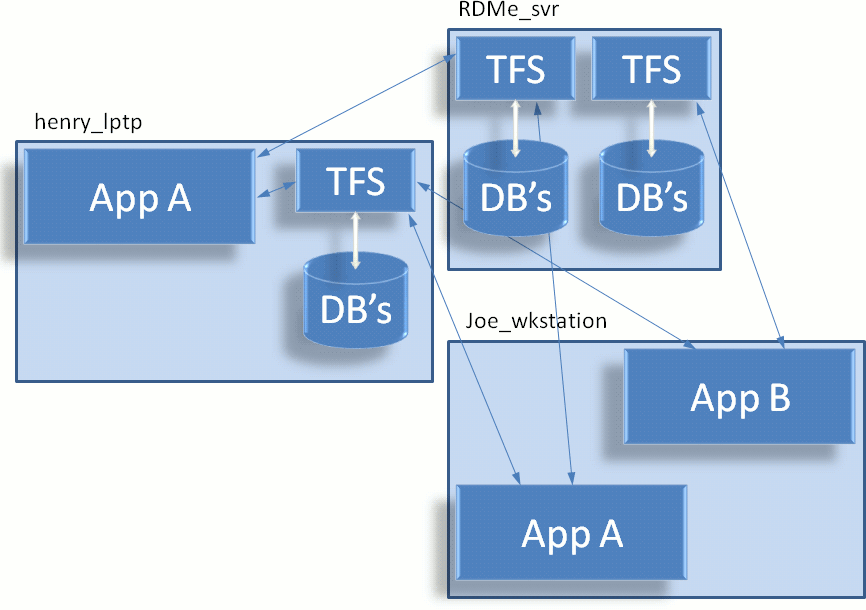 RDMe_svr
TFS
TFS
DB's
DB's
henry_lptp
App A
TFS
DB's
Joe_wkstation
App B
App A